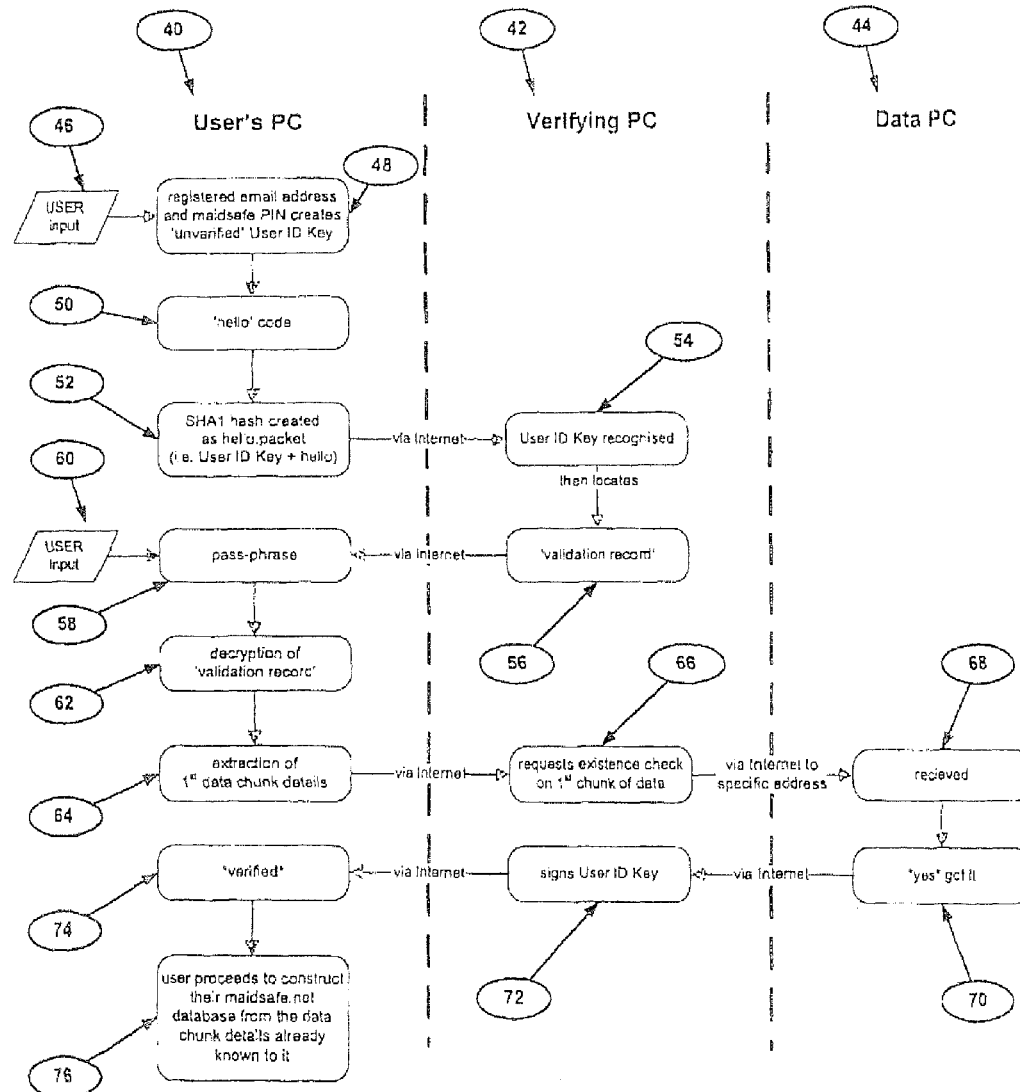 40
42
44
User's PC
Verifying PC
Data PC
46
48
USER
input
registered email address
and maidsafe PIN creates
'unvarified' User ID Key
50
'hello' code
54
52
SHA1 hash created
as hello.packet
(i.e. User ID Key + hello)
via Internet
User ID Key recognised
60
then locates
USER
Input
pass-phrase
via Internet
'validation record'
58
decryption of
'validation record'
56
66
68
62
extraction of
1st data chunk details
via Internet
requests existence check
on 1st chunk of data
via Internet to
specific address
recieved
64
"verified"
via Internet
signs User ID Key
via Internet
"yes" got it
74
user proceeds to construct
their maidsafe.net
database from the data
chunk details already
known to it
72
70
76